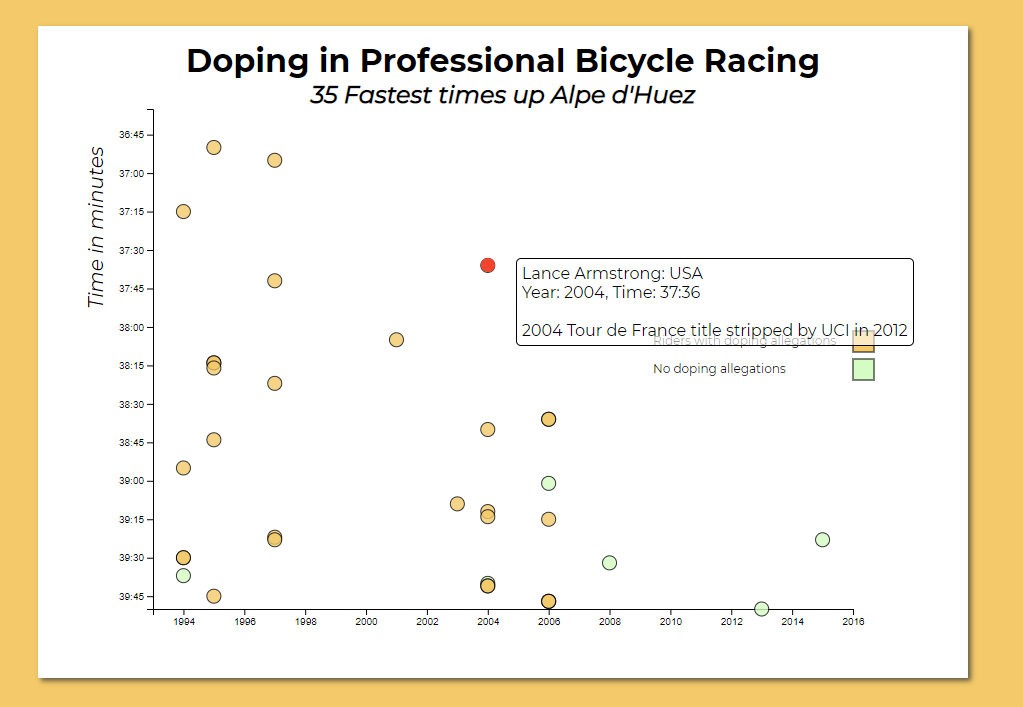 Doping in Professional Bicycle Racing
35 Fastest times up Alpe d'Huez
Time in minutes
36:45
37:00
37:15
37:30
37:45
38:00
38:15
38:30
38:45
39:00
39:15
39:30
39:45
Lance Armstrong: USA
Year: 2004, Time: 37:36
2004 Tour de France title stripped by UCI in 2012
Riders with doping allegations
No doping allegations
1994 1996 1998 2000 2002 2004 2006 2008 2010 2012 2014 2016